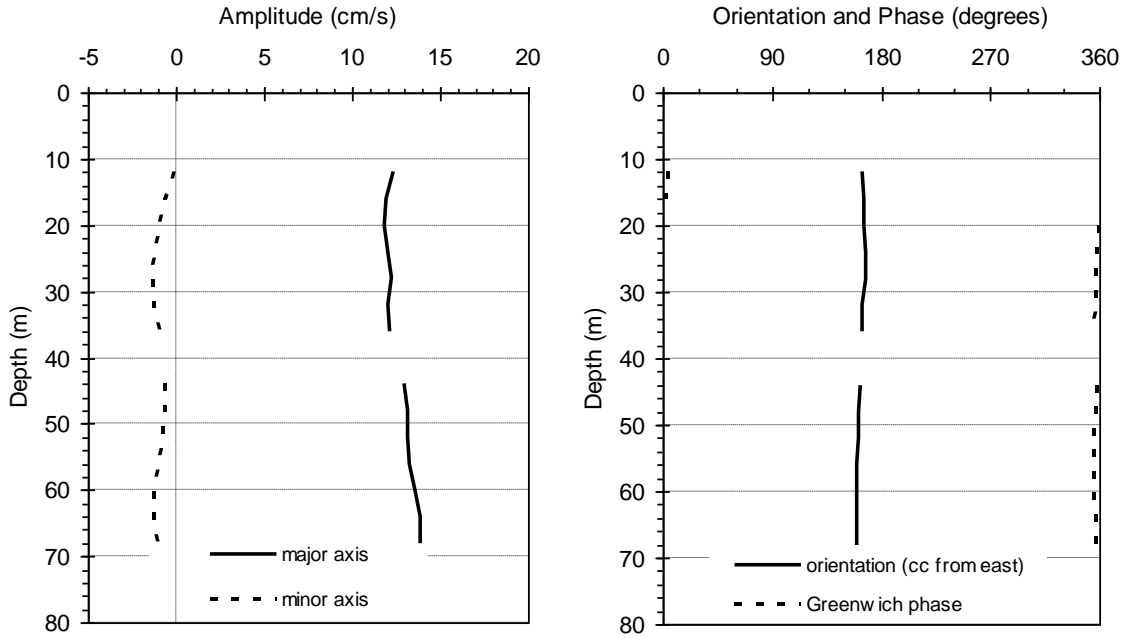 Amplitude (cm/s)
-5 0 5 10 15 20
0
10
20
30
40
50
60
70
80
Depth (m)
major axis
minor axis
Orientation and Phase (degrees)
0 90 180 270 360
0
10
20
30
40
50
60
70
80
Depth (m)
orientation (cc from east)
Greenwich phase